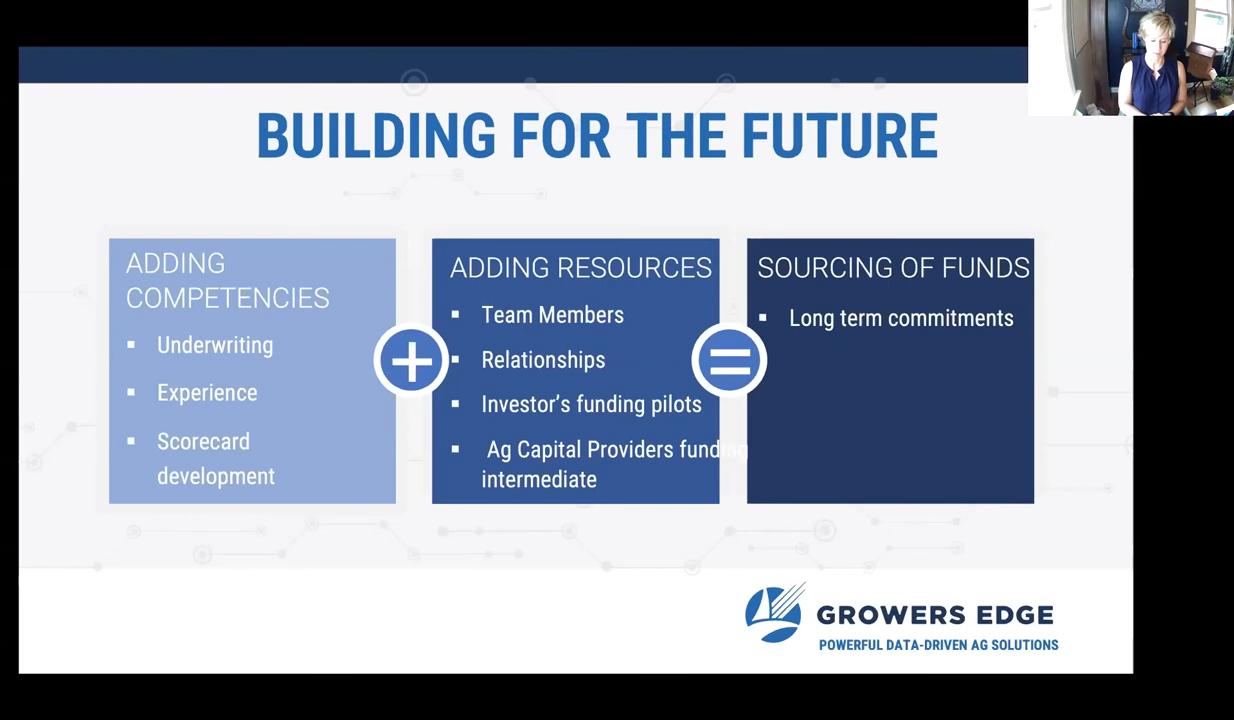 BUILDING FOR THE FUTURE
ADDING
COMPETENCIES
▪ Underwriting
▪ Experience
▪ Scorecard
development
+
ADDING RESOURCES
▪ Team Members
▪ Relationships
▪ Investor’s funding pilots
▪ Ag Capital Providers funding
intermediate
=
SOURCING OF FUNDS
▪ Long term commitments
GROWERS EDGE
POWERFUL DATA-DRIVEN AG SOLUTIONS